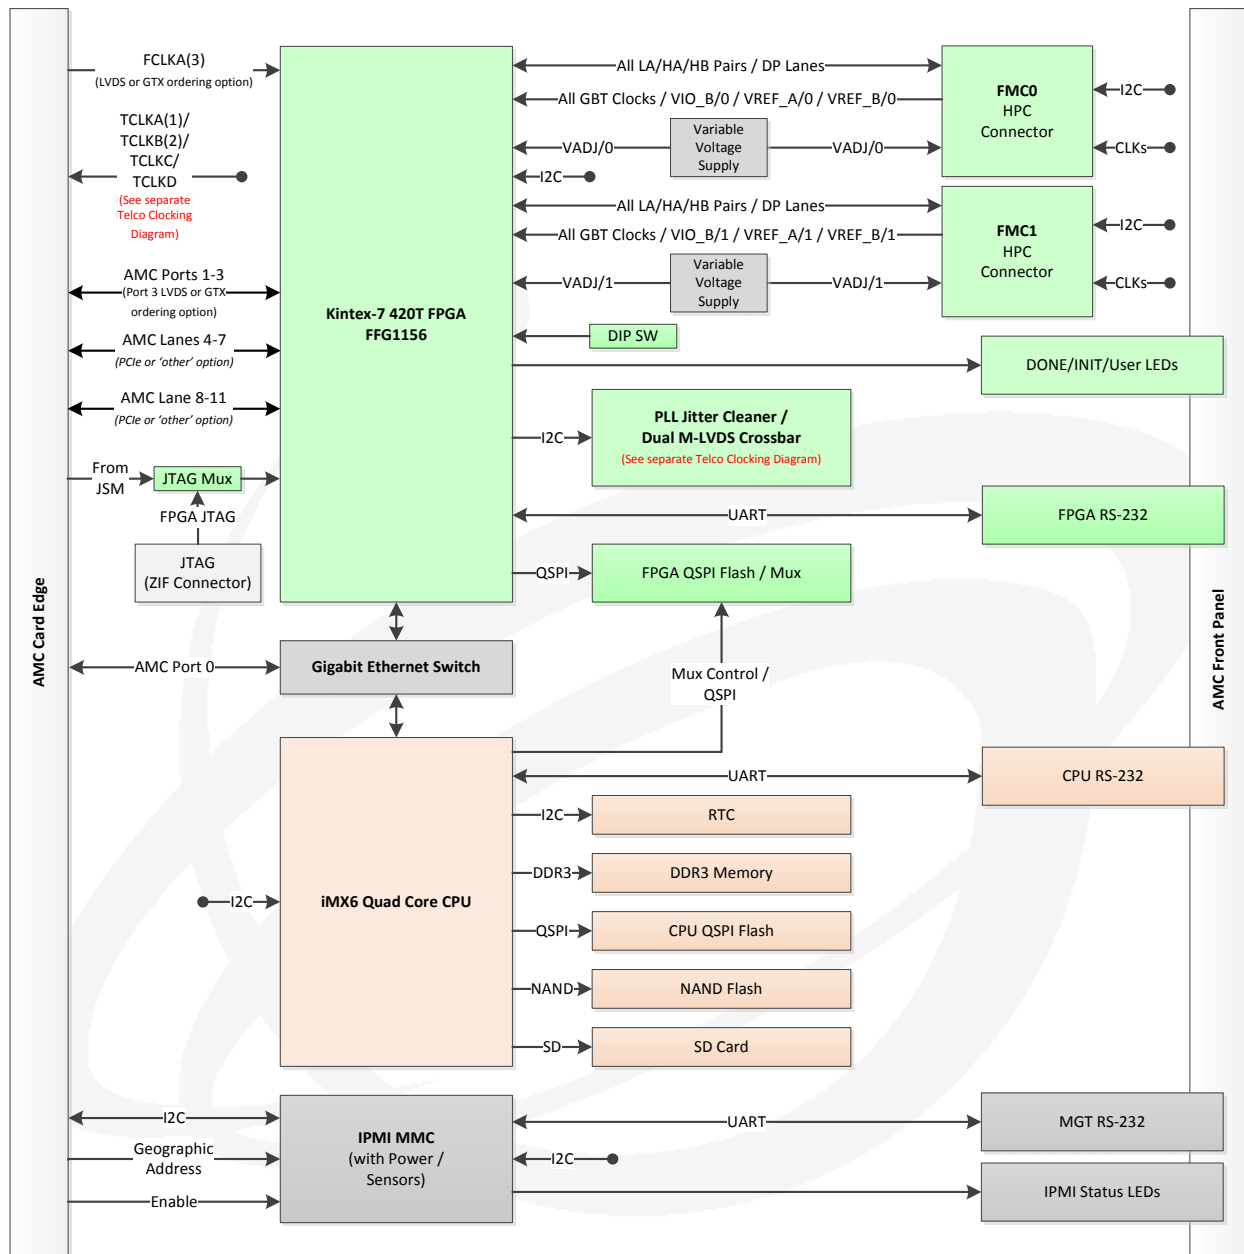 AMC Card Edge
FCLKA(3)
(LVDS or GTX ordering option)
TCLKA(1)/
TCLKB(2)/
TCLKC/
TCLKD
(See separate
Telco Clocking
Diagram)
AMC Ports 1-3
(Port 3 LVDS or GTX
ordering option)
AMC Lanes 4-7
(PCIe or ‘other’ option)
AMC Lane 8-11
(PCIe or ‘other’ option)
From
JSM
JTAG Mux
FPGA JTAG
JTAG
(ZIF Connector)
Kintex-7 420T FPGA
FFG1156
All LA/HA/HB Pairs / DP Lanes
All GBT Clocks / VIO_B/0 / VREF_A/0 / VREF_B/0
VADJ/0
Variable
Voltage
Supply
VADJ/0
I2C
FMC0
HPC
Connector
I2C
CLKs
All LA/HA/HB Pairs / DP Lanes
All GBT Clocks / VIO_B/1 / VREF_A/1 / VREF_B/1
VADJ/1
Variable
Voltage
Supply
VADJ/1
FMC1
HPC
Connector
I2C
CLKs
DIP SW
DONE/INIT/User LEDs
I2C
PLL Jitter Cleaner /
Dual M-LVDS Crossbar
(See separate Telco Clocking Diagram)
UART
FPGA RS-232
QSPI
FPGA QSPI Flash / Mux
AMC Port 0
Gigabit Ethernet Switch
Mux Control /
QSPI
AMC Front Panel
iMX6 Quad Core CPU
I2C
UART
CPU RS-232
I2C
RTC
DDR3
DDR3 Memory
QSPI
CPU QSPI Flash
NAND
NAND Flash
SD
SD Card
I2C
Geographic
Address
Enable
IPMI MMC
(with Power /
Sensors)
UART
MGT RS-232
I2C
IPMI Status LEDs